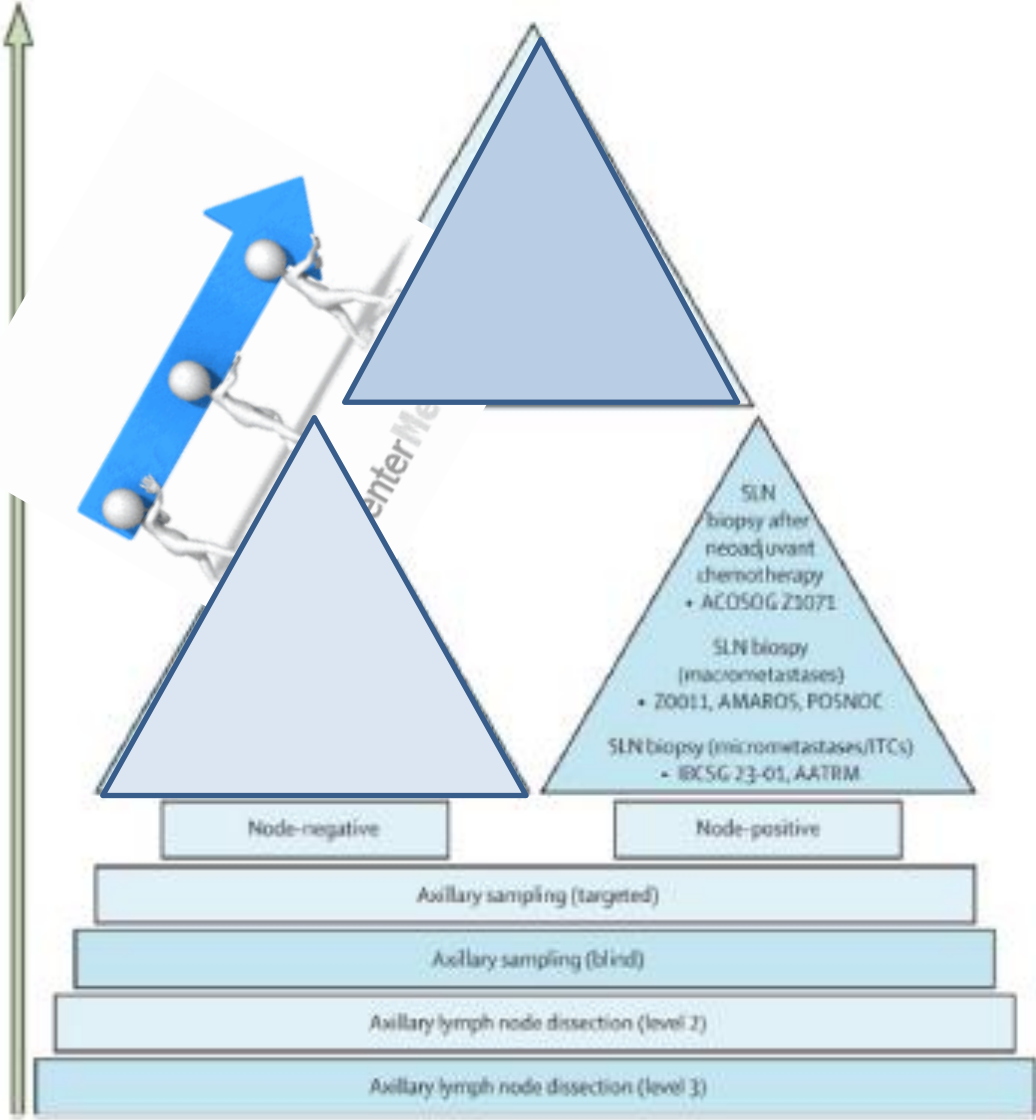 enterMe
SLN
biopsy after
neoadjuvant
chemotherapy
• ACOSOG Z1071
SLN biospy
(macrometastases)
• Z0011, AMAROS, POSNOC
SLN biopsy (micrometastases/ITCs)
• IBCSG 23-01, AATRM
Node-negative
Node-positive
Axillary sampling (targeted)
Axillary sampling (blind)
Axillary lymph node dissection (level 2)
Axillary lymph node dissection (level 3)